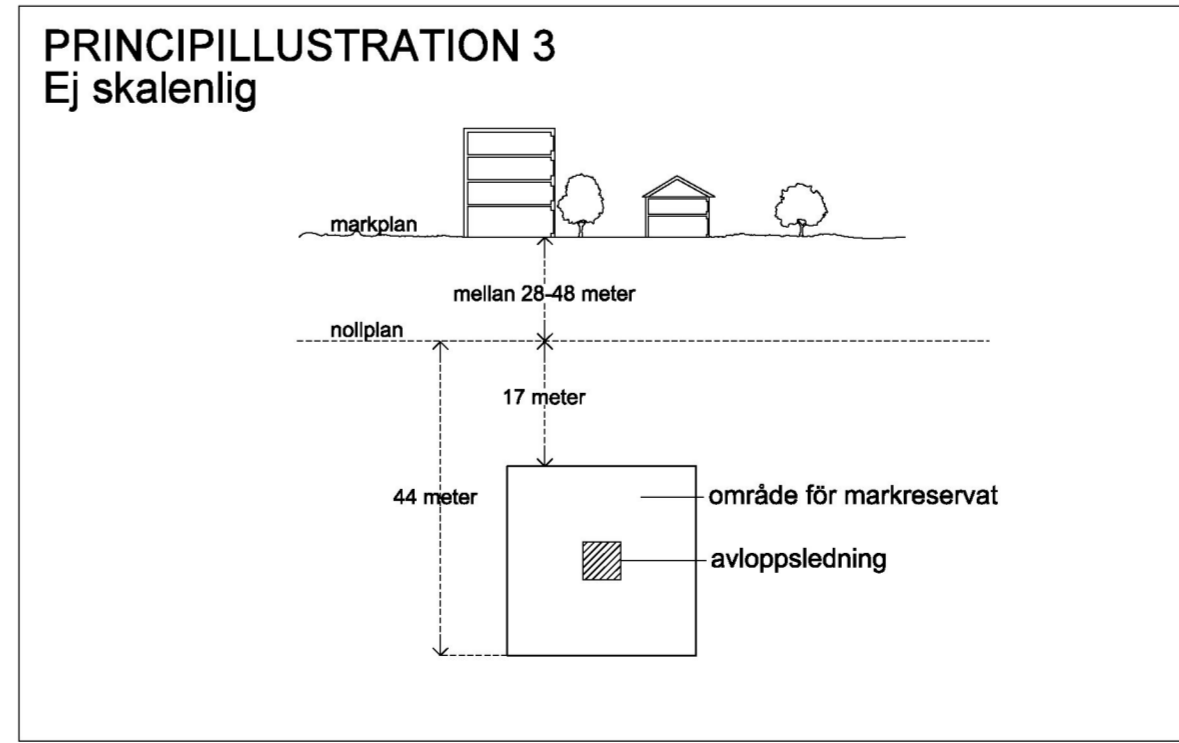 PRINCIPILLUSTRATION 3
Ej skalenlig
markplan
mellan 28-48 meter
nollplan
17 meter
44 meter
område för markreservat
avloppsledning